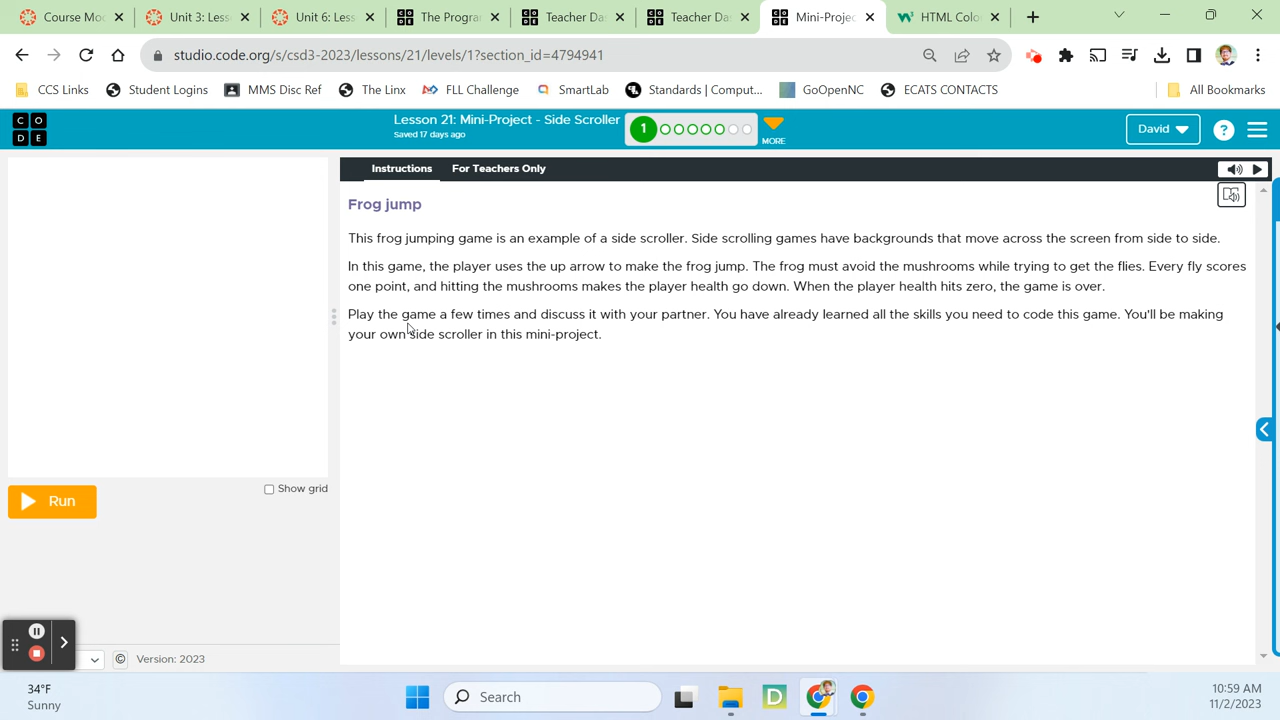 Course Moc
Unit 3: Less
Unit 6: Less
The Progran
Teacher Das
Teacher Das
Mini-Projec
HTML Colo
studio.code.org/s/csd3-2023/lessons/21/levels/1?section_id=4794941
CCS Links
Student Logins
MMS Disc Ref
The Linx
FLL Challenge
SmartLab
Standards | Comput...
GoOpenNC
ECATS CONTACTS
All Bookmarks
CODE
Lesson 21: Mini-Project - Side Scroller
Saved 17 days ago
1
MORE
David
?
Instructions
For Teachers Only
Frog jump
This frog jumping game is an example of a side scroller. Side scrolling games have backgrounds that move across the screen from side to side.
In this game, the player uses the up arrow to make the frog jump. The frog must avoid the mushrooms while trying to get the flies. Every fly scores
one point, and hitting the mushrooms makes the player health go down. When the player health hits zero, the game is over.
Play the game a few times and discuss it with your partner. You have already learned all the skills you need to code this game. You'll be making
your own side scroller in this mini-project.
Run
Show grid
© Version: 2023
34°F
Sunny
Search
D
10:59 AM
11/2/2023